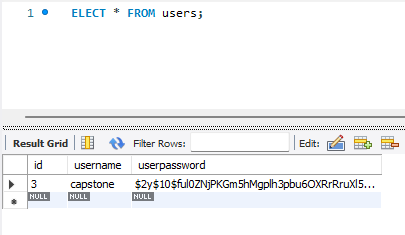 1 ELECT * FROM users;
Result Grid Filter Rows: Edit:
id username userpassword
3 capstone $2y$10$ful0ZNjPKGm5hMgplh3pbu6OXRrRruXl5...
NULL NULL NULL